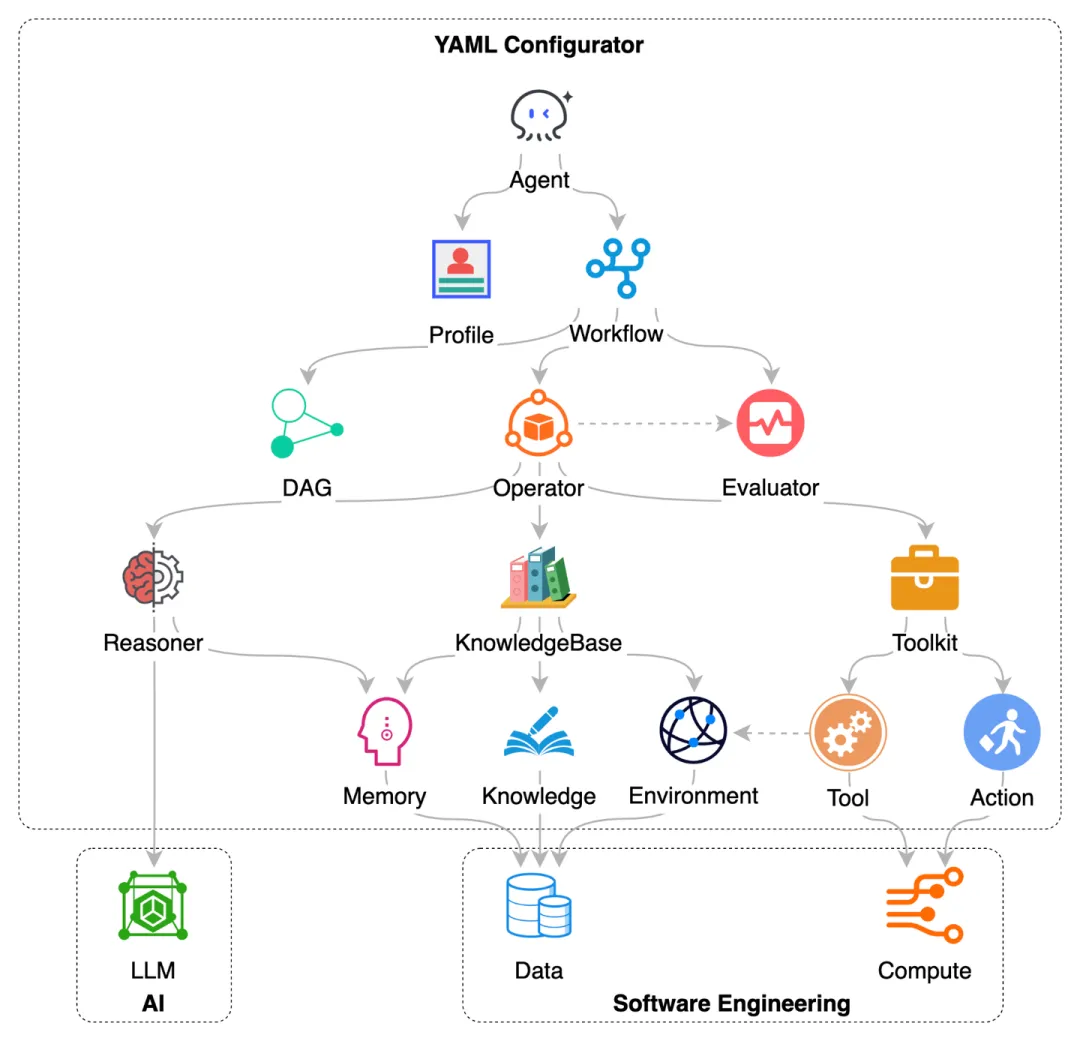 YAML Configurator
Agent
Profile
Workflow
DAG
Operator
Evaluator
Reasoner
KnowledgeBase
Toolkit
Memory
Knowledge
Environment
Tool
Action
LLM
AI
Data
Compute
Software Engineering